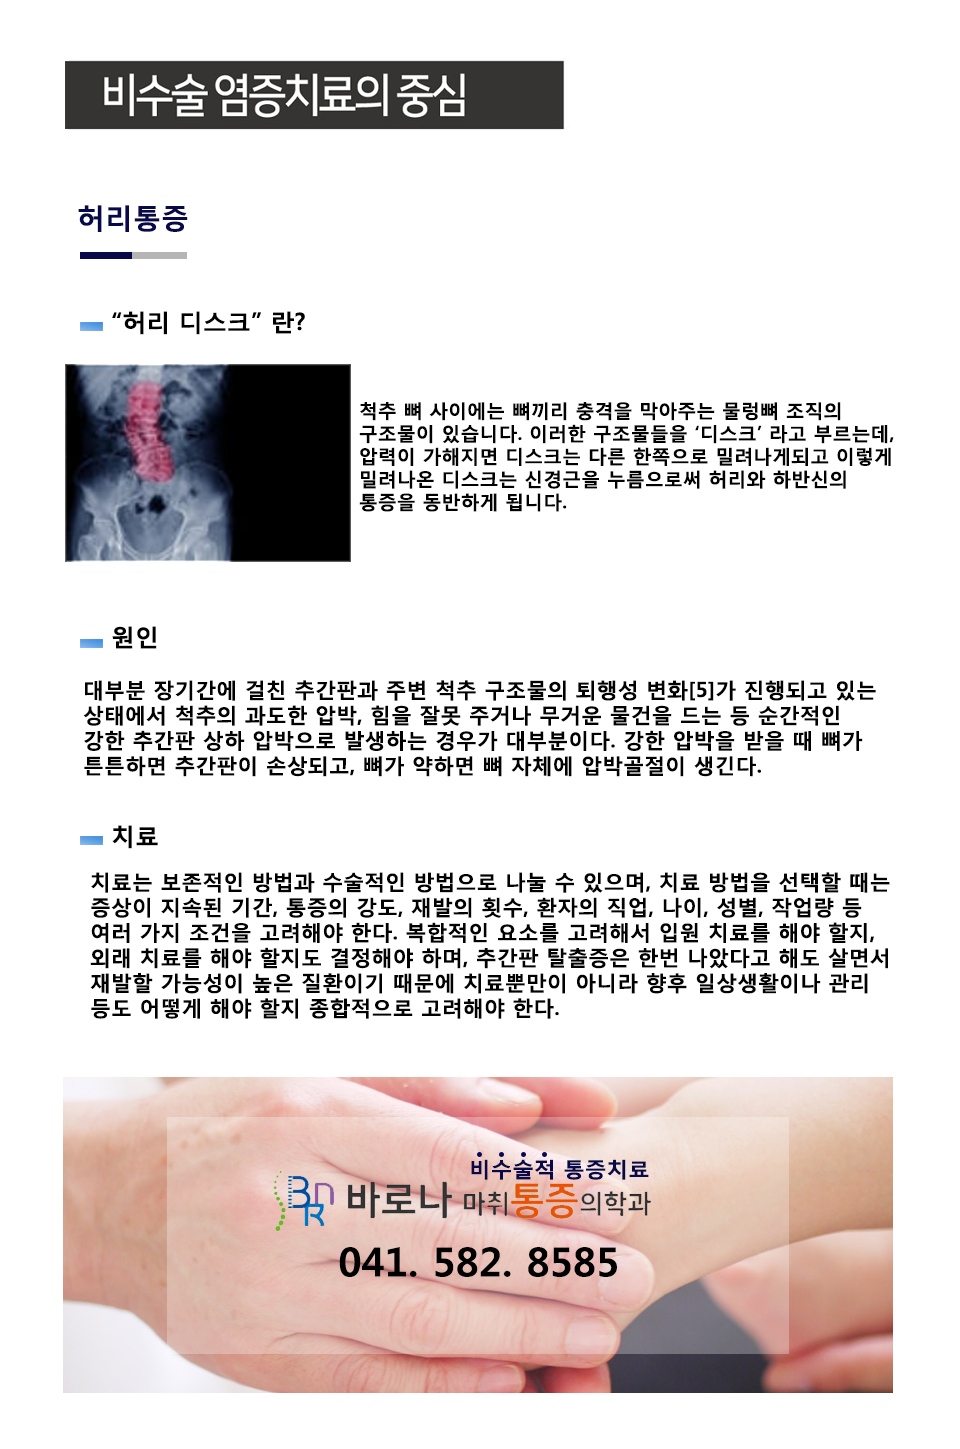 비수술 염증치료의 중심
허리통증
“허리 디스크” 란?
척추 뼈 사이에는 뼈끼리 충격을 막아주는 물렁뼈 조직의
구조물이 있습니다. 이러한 구조물들을 ‘디스크’ 라고 부르는데,
압력이 가해지면 디스크는 다른 한쪽으로 밀려나게되고 이렇게
밀려나온 디스크는 신경근을 누름으로써 허리와 하반신의
통증을 동반하게 됩니다.
원인
대부분 장기간에 걸친 추간판과 주변 척추 구조물의 퇴행성 변화[5]가 진행되고 있는
상태에서 척추의 과도한 압박, 힘을 잘못 주거나 무거운 물건을 드는 등 순간적인
강한 추간판 상하 압박으로 발생하는 경우가 대부분이다. 강한 압박을 받을 때 뼈가
튼튼하면 추간판이 손상되고, 뼈가 약하면 뼈 자체에 압박골절이 생긴다.
치료
치료는 보존적인 방법과 수술적인 방법으로 나눌 수 있으며, 치료 방법을 선택할 때는
증상이 지속된 기간, 통증의 강도, 재발의 횟수, 환자의 직업, 나이, 성별, 작업량 등
여러 가지 조건을 고려해야 한다. 복합적인 요소를 고려해서 입원 치료를 해야 할지,
외래 치료를 해야 할지도 결정해야 하며, 추간판 탈출증은 한번 나았다고 해도 살면서
재발할 가능성이 높은 질환이기 때문에 치료뿐만이 아니라 향후 일상생활이나 관리
등도 어떻게 해야 할지 종합적으로 고려해야 한다.
비수술적 통증치료
바로나 마취통증의학과
041. 582. 8585